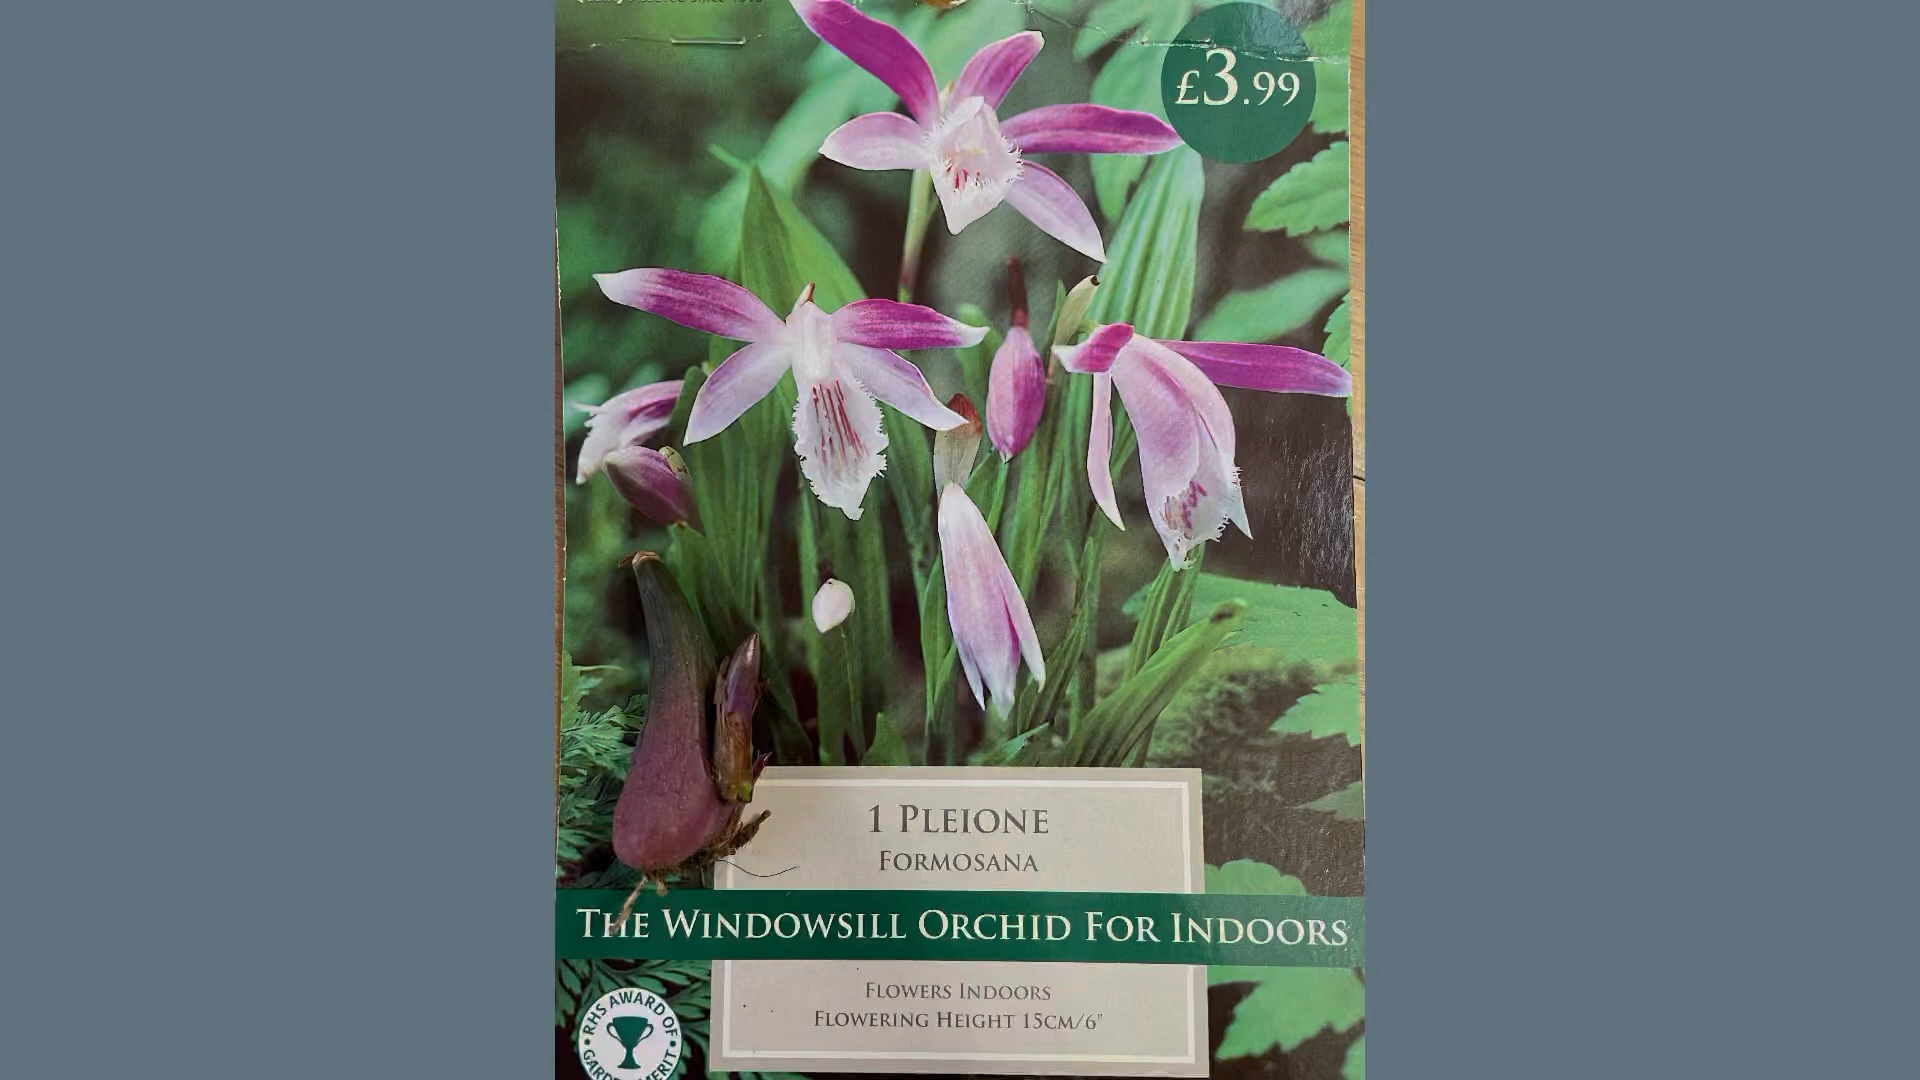 £3.99
1 PLEIONE
FORMOSANA
THE WINDOWSILL ORCHID FOR INDOORS
FLOWERS INDOORS
FLOWERING HEIGHT 15CM/6"
RHS AWARD OF